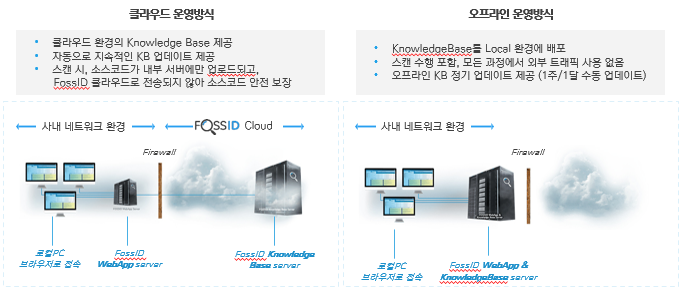 클라우드 운영방식
• 클라우드 환경의 Knowledge Base 제공
• 자동으로 지속적인 KB 업데이트 제공
• 스캔 시, 소스코드가 내부 서버에만 업로드되고,
FossID 클라우드로 전송되지 않아 소스코드 안전 보장
사내 네트워크 환경
FOSSID Cloud
Firewall
로컬PC
브라우저로 접속
FossID
WebApp server
FossID Knowledge
Base server
오프라인 운영방식
• KnowledgeBase를 Local 환경에 배포
• 스캔 수행 포함, 모든 과정에서 외부 트래픽 사용 없음
• 오프라인 KB 정기 업데이트 제공 (1주/1달 수동 업데이트)
사내 네트워크 환경
Firewall
로컬PC
브라우저로 접속
FossID WebApp &
KnowledgeBase server